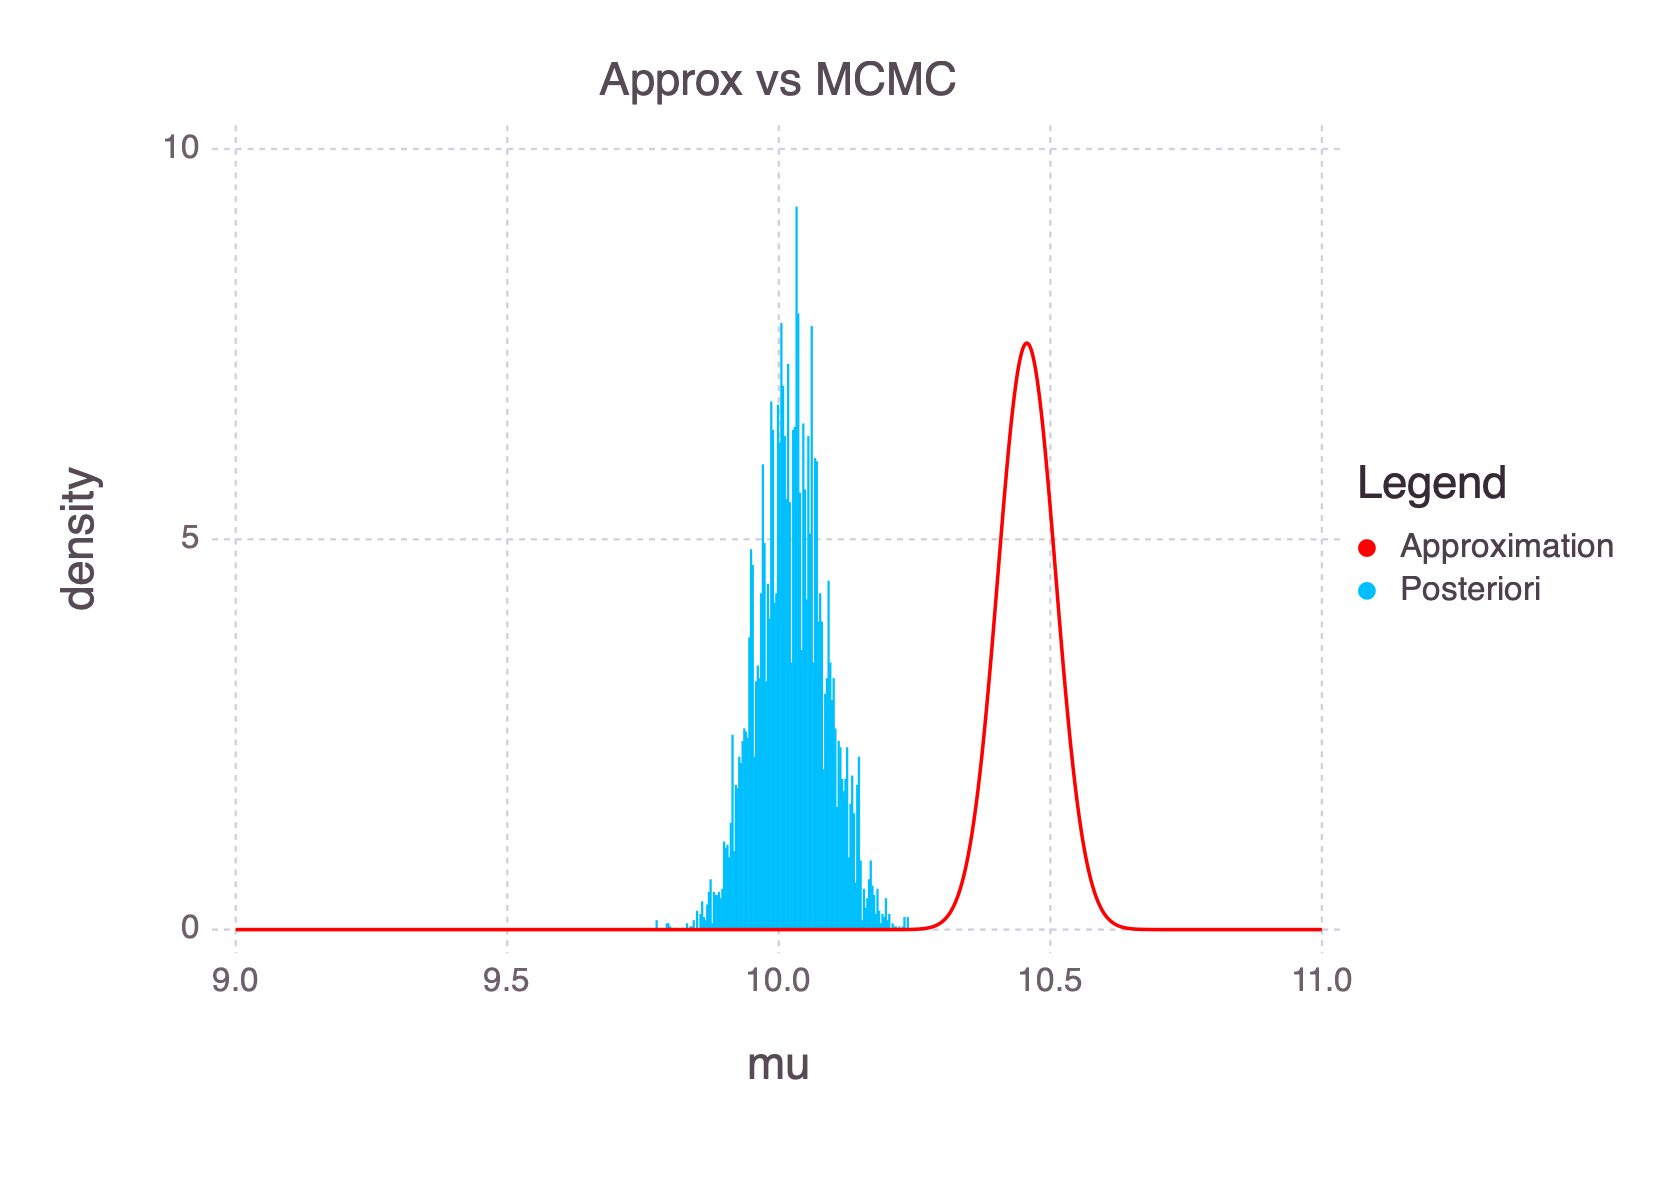 Approx vs MCMC
10
5
0
density
9.0 9.5 10.0 10.5 11.0
mu
Legend
Approximation
Posteriori